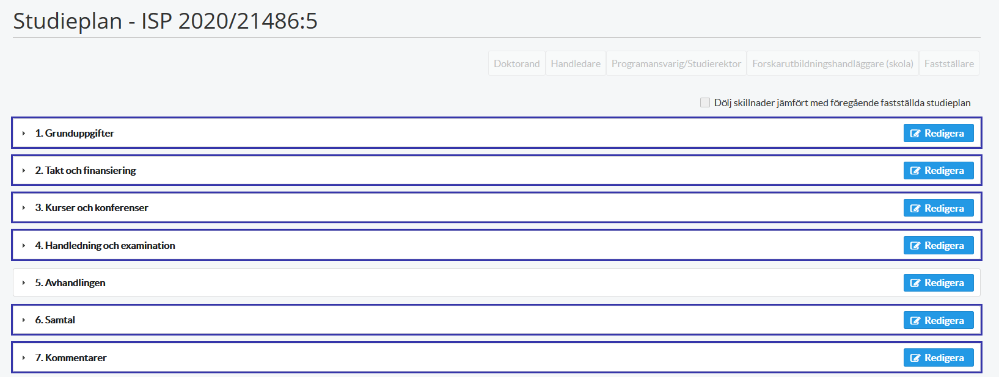 Studieplan - ISP 2020/21486:5
Doktorand Handledare Programansvarig/Studierektor Forskarutbildningshandläggare (skola) Fastställare
Dölj skillnader jämfört med föregående fastställda studieplan
1. Grunduppgifter Redigera
2. Takt och finansiering Redigera
3. Kurser och konferenser Redigera
4. Handledning och examination Redigera
5. Avhandlingen Redigera
6. Samtal Redigera
7. Kommentarer Redigera